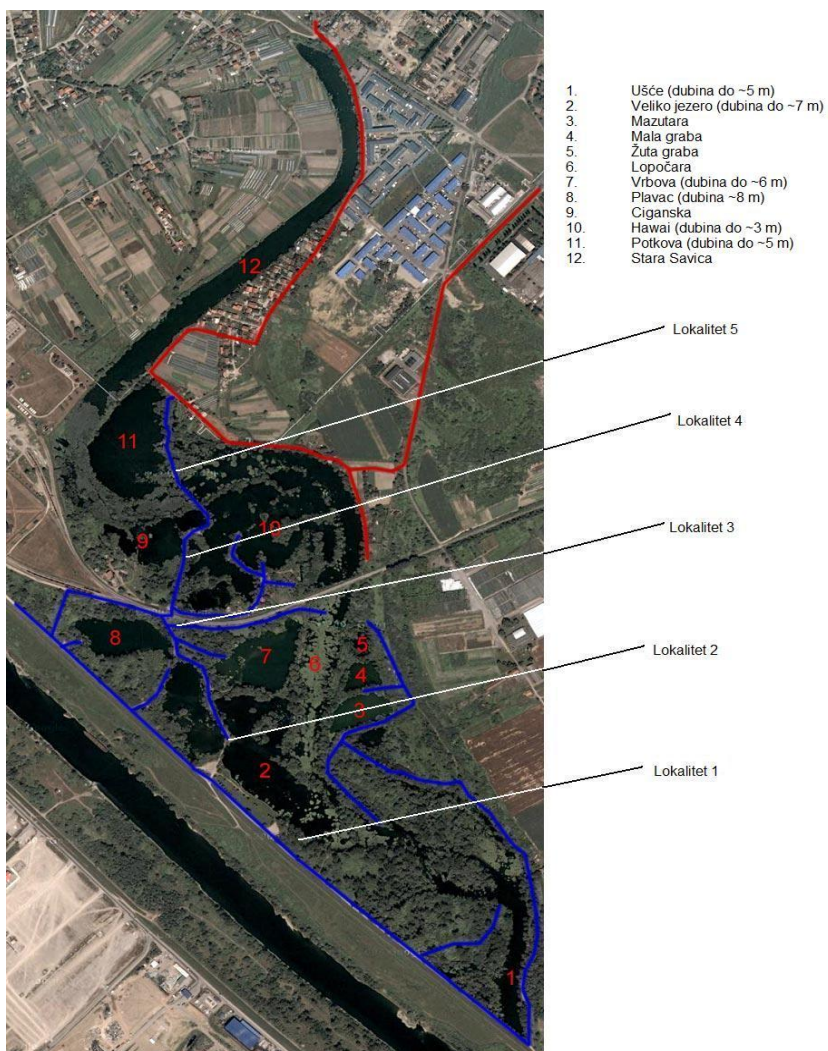 1. Ušće (dubina do ~5 m)
2. Veliko jezero (dubina do ~7 m)
3. Mazutara
4. Mala graba
5. Žuta graba
6. Lopočara
7. Vrbova (dubina do ~6 m)
8. Plavac (dubina ~8 m)
9. Ciganska
10. Hawai (dubina do ~3 m)
11. Potkova (dubina do ~5 m)
12. Stara Savica
12
Lokalitet 5
11
Lokalitet 4
10
9
Lokalitet 3
8
7
6
5
4
Lokalitet 2
3
2
Lokalitet 1
1